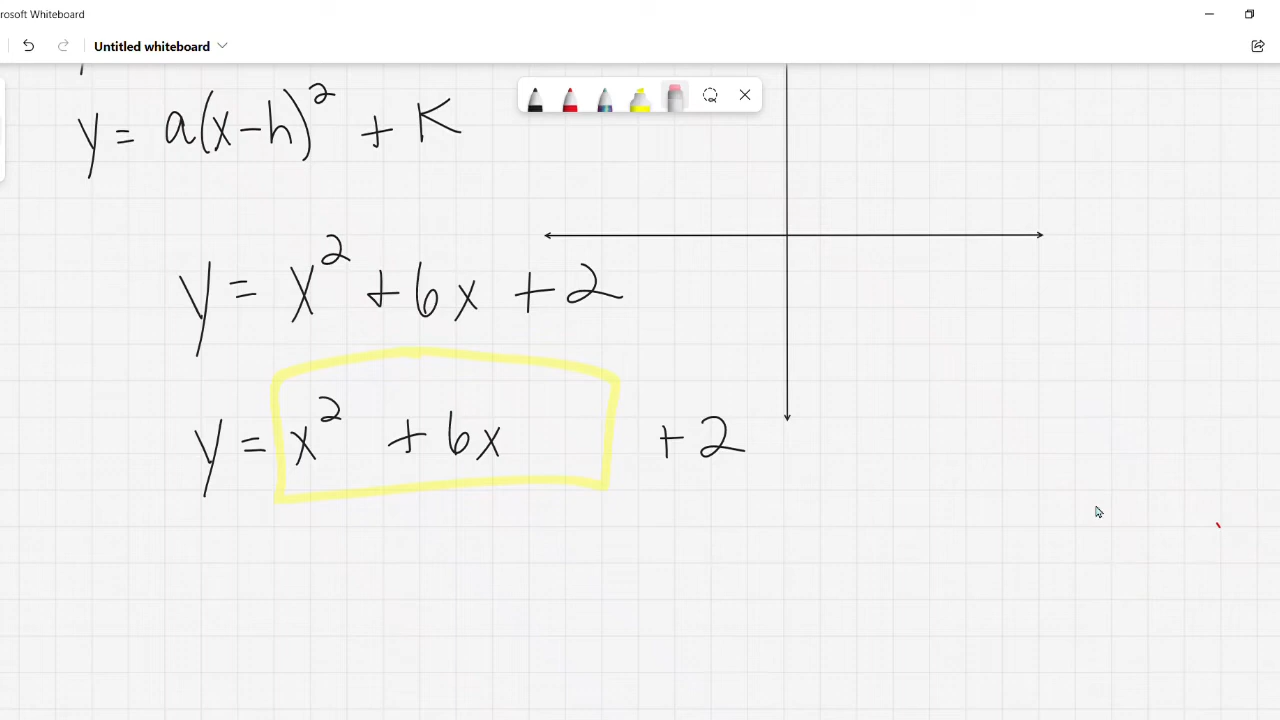 rosoft Whiteboard
Untitled whiteboard
y = a(x-h)² + K
y = x² + 6x + 2
y = x² + 6x + 2